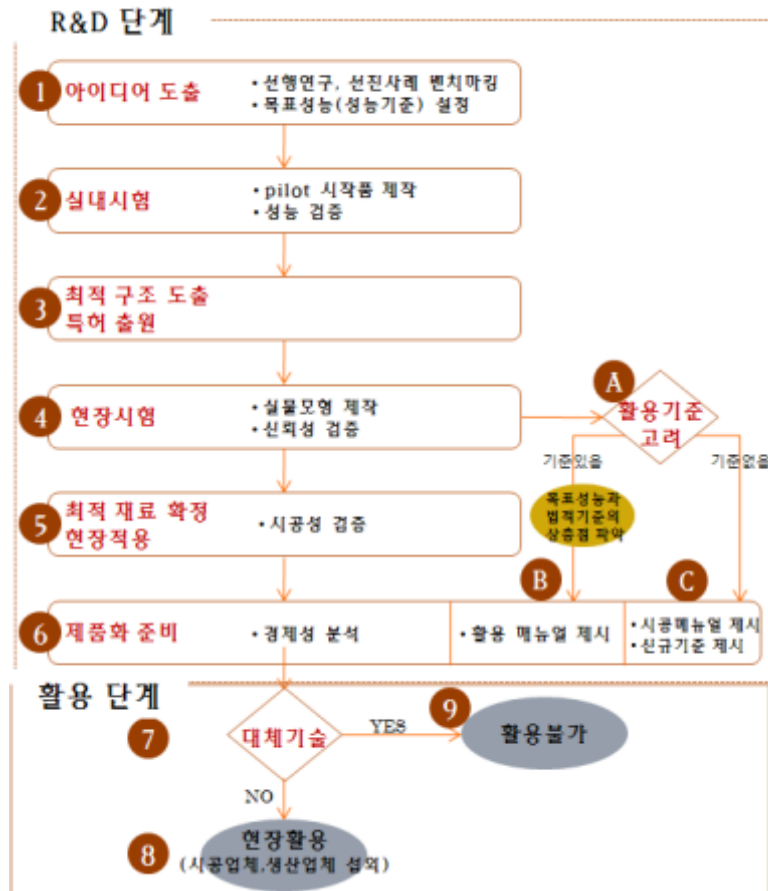 R&D 단계
1
아이디어 도출
• 선행연구, 선진사례 벤치마킹
• 목표성능(성능기준) 설정
2
실내시험
• pilot 시작품 제작
• 성능 검증
3
최적 구조 도출
특허 출원
4
현장시험
• 실물모형 제작
• 신뢰성 검증
A
활용기준
고려
기준있음
기준없음
목표성능과
법적기준의
상충점 파악
5
최적 재료 확정
현장적용
• 시공성 검증
B
C
6
제품화 준비
• 경제성 분석
• 활용 매뉴얼 제시
• 시공메뉴얼 제시
• 신규기준 제시
활용 단계
7
대체기술
YES
9
활용불가
NO
8
현장활용
(시공업체,생산업체 섭외)